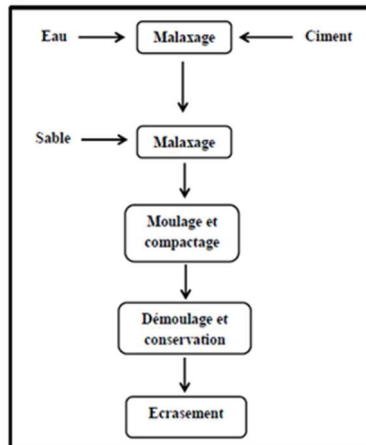 Eau
Malaxage
Ciment
Sable
Malaxage
Moulage et
compactage
Démoulage et
conservation
Ecrasement